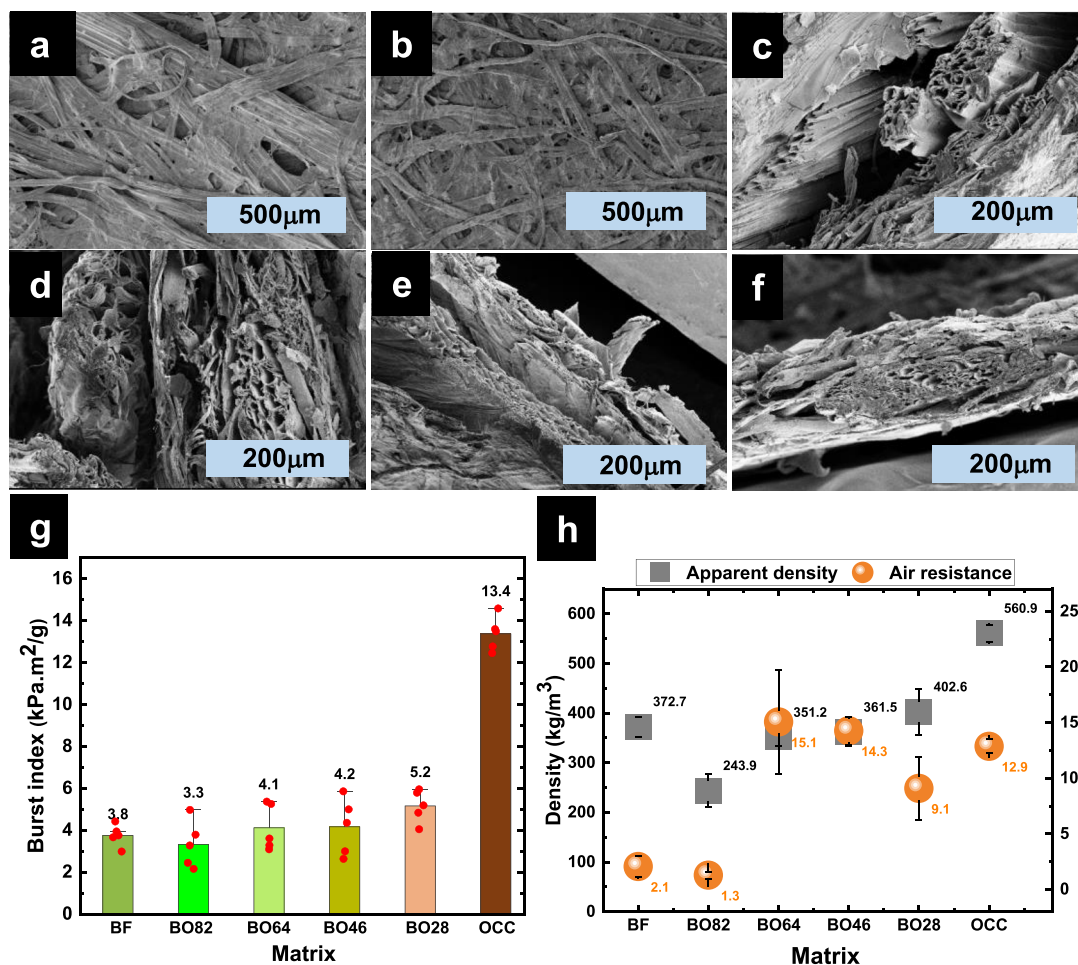 a
b
c
500μm
500μm
200μm
d
e
f
200μm
200μm
200μm
g
Burst index (kPa.m²/g)
16
14
12
10
8
6
4
2
0
3.8
3.3
4.1
4.2
5.2
13.4
BF
BO82
BO64
BO46
BO28
OCC
Matrix
h
Apparent density
Air resistance
Density (kg/m³)
600
500
400
300
200
100
0
25
20
15
10
5
0
372.7
243.9
351.2
361.5
402.6
560.9
2.1
1.3
15.1
14.3
9.1
12.9
BF
BO82
BO64
BO46
BO28
OCC
Matrix